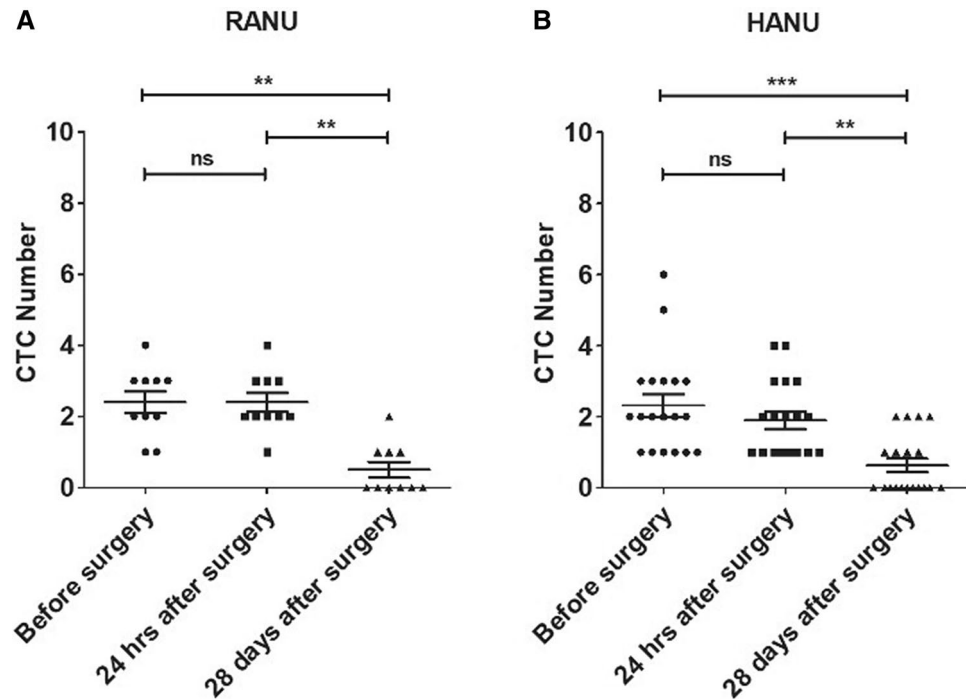 A
RANU
**
**
ns
CTC Number
10
8
6
4
2
0
Before surgery
24 hrs after surgery
28 days after surgery
B
HANU
***
**
ns
CTC Number
10
8
6
4
2
0
Before surgery
24 hrs after surgery
28 days after surgery